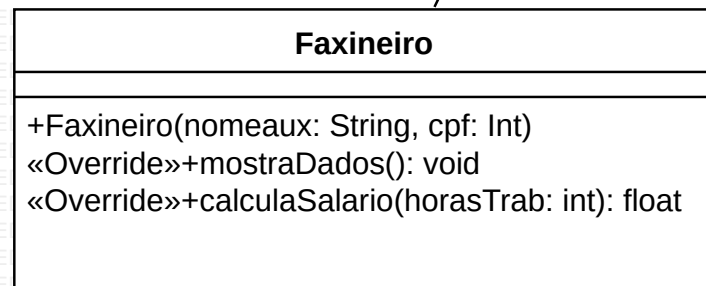 Faxineiro
+Faxineiro(nomeaux: String, cpf: Int)
«Override»+mostraDados(): void
«Override»+calculaSalario(horasTrab: int): float